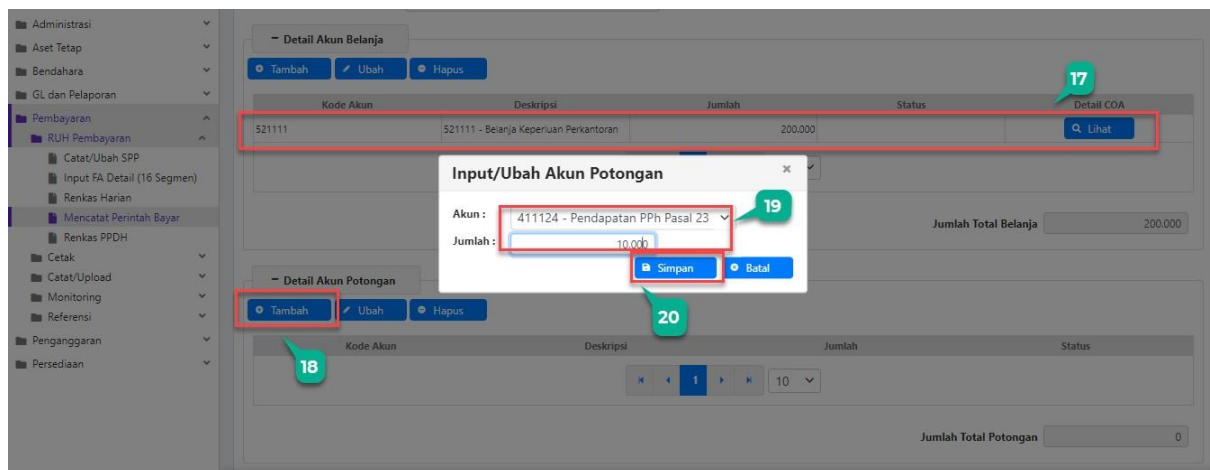 Administrasi
Aset Tetap
Bendahara
GL dan Pelaporan
Pembayaran
RUH Pembayaran
Catat/Ubah SPP
Input FA Detail (16 Segmen)
Renkas Harian
Mencatat Perintah Bayar
Renkas PPDH
Cetak
Catat/Upload
Monitoring
Referensi
Penganggaran
Persediaan
Detail Akun Belanja
Tambah Ubah Hapus
17
Kode Akun Deskripsi Jumlah Status Detail COA
521111 521111 - Belanja Keperluan Perkantoran 200.000 Lihat
Input/Ubah Akun Potongan
Akun : 411124 - Pendapatan PPh Pasal 23
19
Jumlah : 10.000
Simpan Batal
20
Jumlah Total Belanja 200.000
Detail Akun Potongan
Tambah Ubah Hapus
18
Kode Akun Deskripsi Jumlah Status
1 10
Jumlah Total Potongan 0